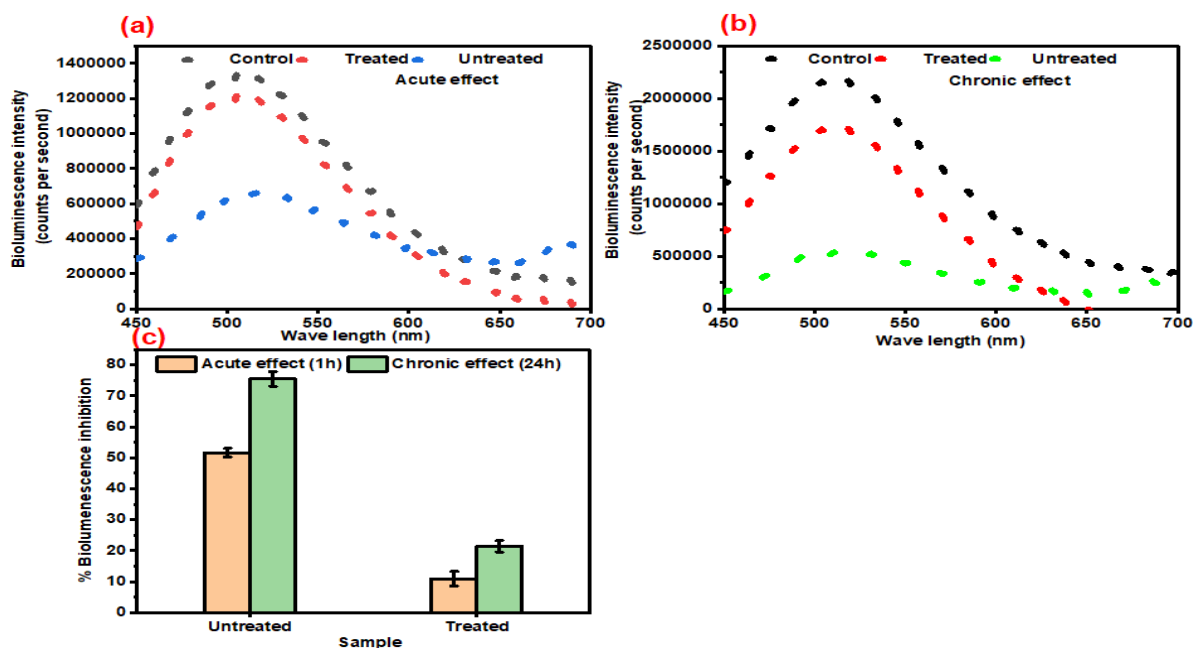 (a)
Control Treated Untreated
Acute effect
Bioluminescence intensity
(counts per second)
1400000
1200000
1000000
800000
600000
400000
200000
0
450 500 550 600 650 700
Wave length (nm)
(b)
Control Treated Untreated
Chronic effect
Bioluminescence intensity
(counts per second)
2500000
2000000
1500000
1000000
500000
0
450 500 550 600 650 700
Wave length (nm)
(c)
Acute effect (1h) Chronic effect (24h)
% Biolumenescence inhibition
80
70
60
50
40
30
20
10
0
Untreated Treated
Sample